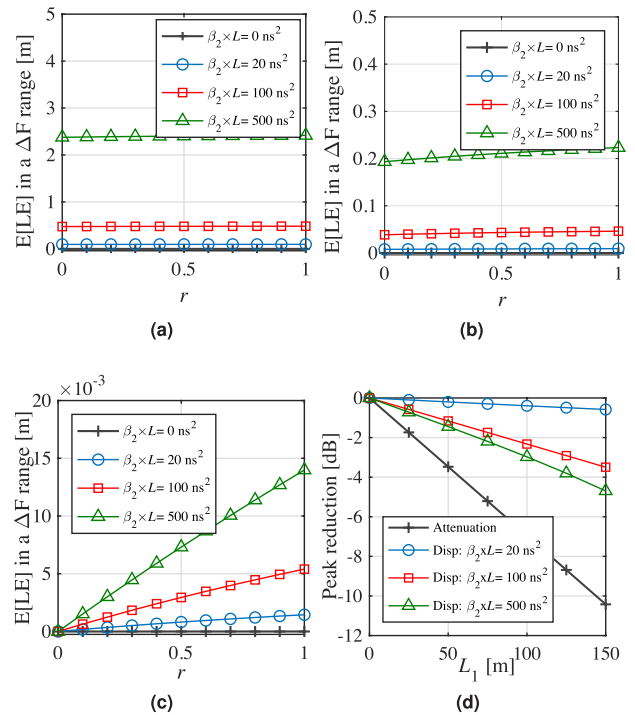 E[LE] in a ΔF range [m]
5
4
3
2
1
0
β₂×L= 0 ns²
β₂×L= 20 ns²
β₂×L= 100 ns²
β₂×L= 500 ns²
0
0.5
1
r
(a)
E[LE] in a ΔF range [m]
0.5
0.4
0.3
0.2
0.1
0
β₂×L= 0 ns²
β₂×L= 20 ns²
β₂×L= 100 ns²
β₂×L= 500 ns²
0
0.5
1
r
(b)
×10⁻³
E[LE] in a ΔF range [m]
20
15
10
5
0
β₂×L= 0 ns²
β₂×L= 20 ns²
β₂×L= 100 ns²
β₂×L= 500 ns²
0
0.5
1
r
(c)
Peak reduction [dB]
0
-2
-4
-6
-8
-10
-12
Attenuation
Disp: β₂xL= 20 ns²
Disp: β₂xL= 100 ns²
Disp: β₂xL= 500 ns²
0
50
100
150
L₁ [m]
(d)